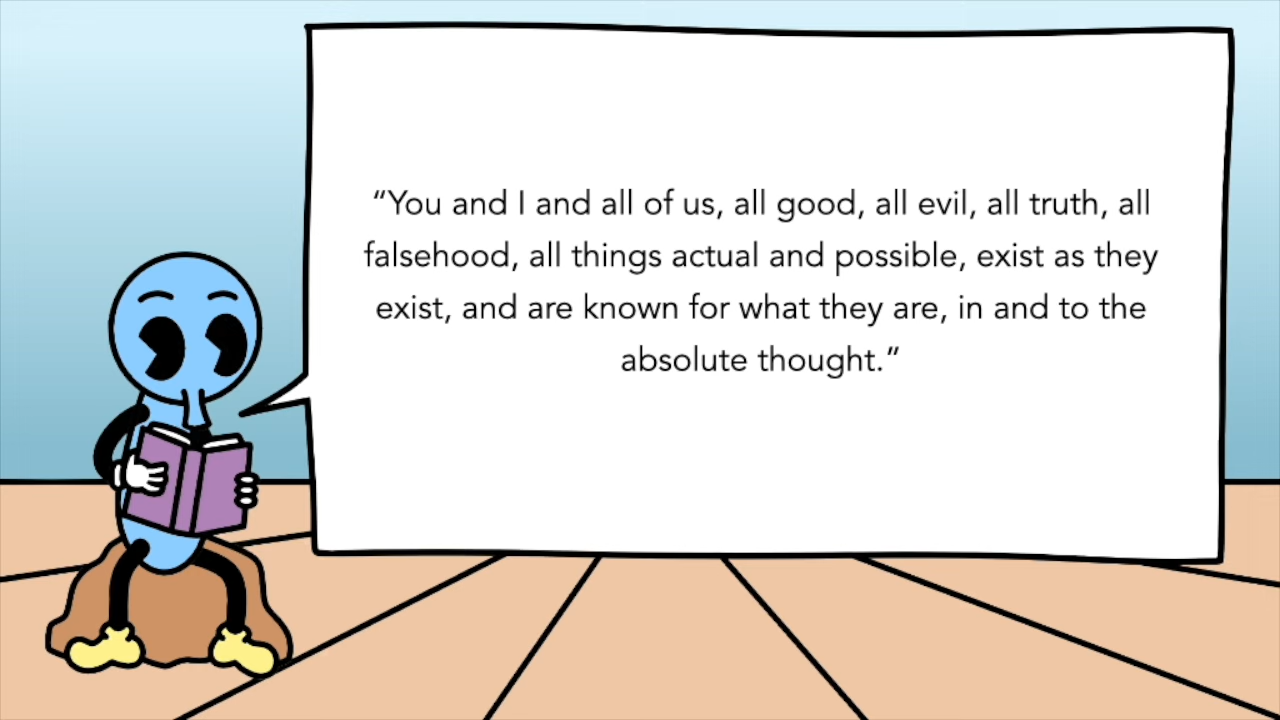 “You and I and all of us, all good, all evil, all truth, all
falsehood, all things actual and possible, exist as they
exist, and are known for what they are, in and to the
absolute thought.”